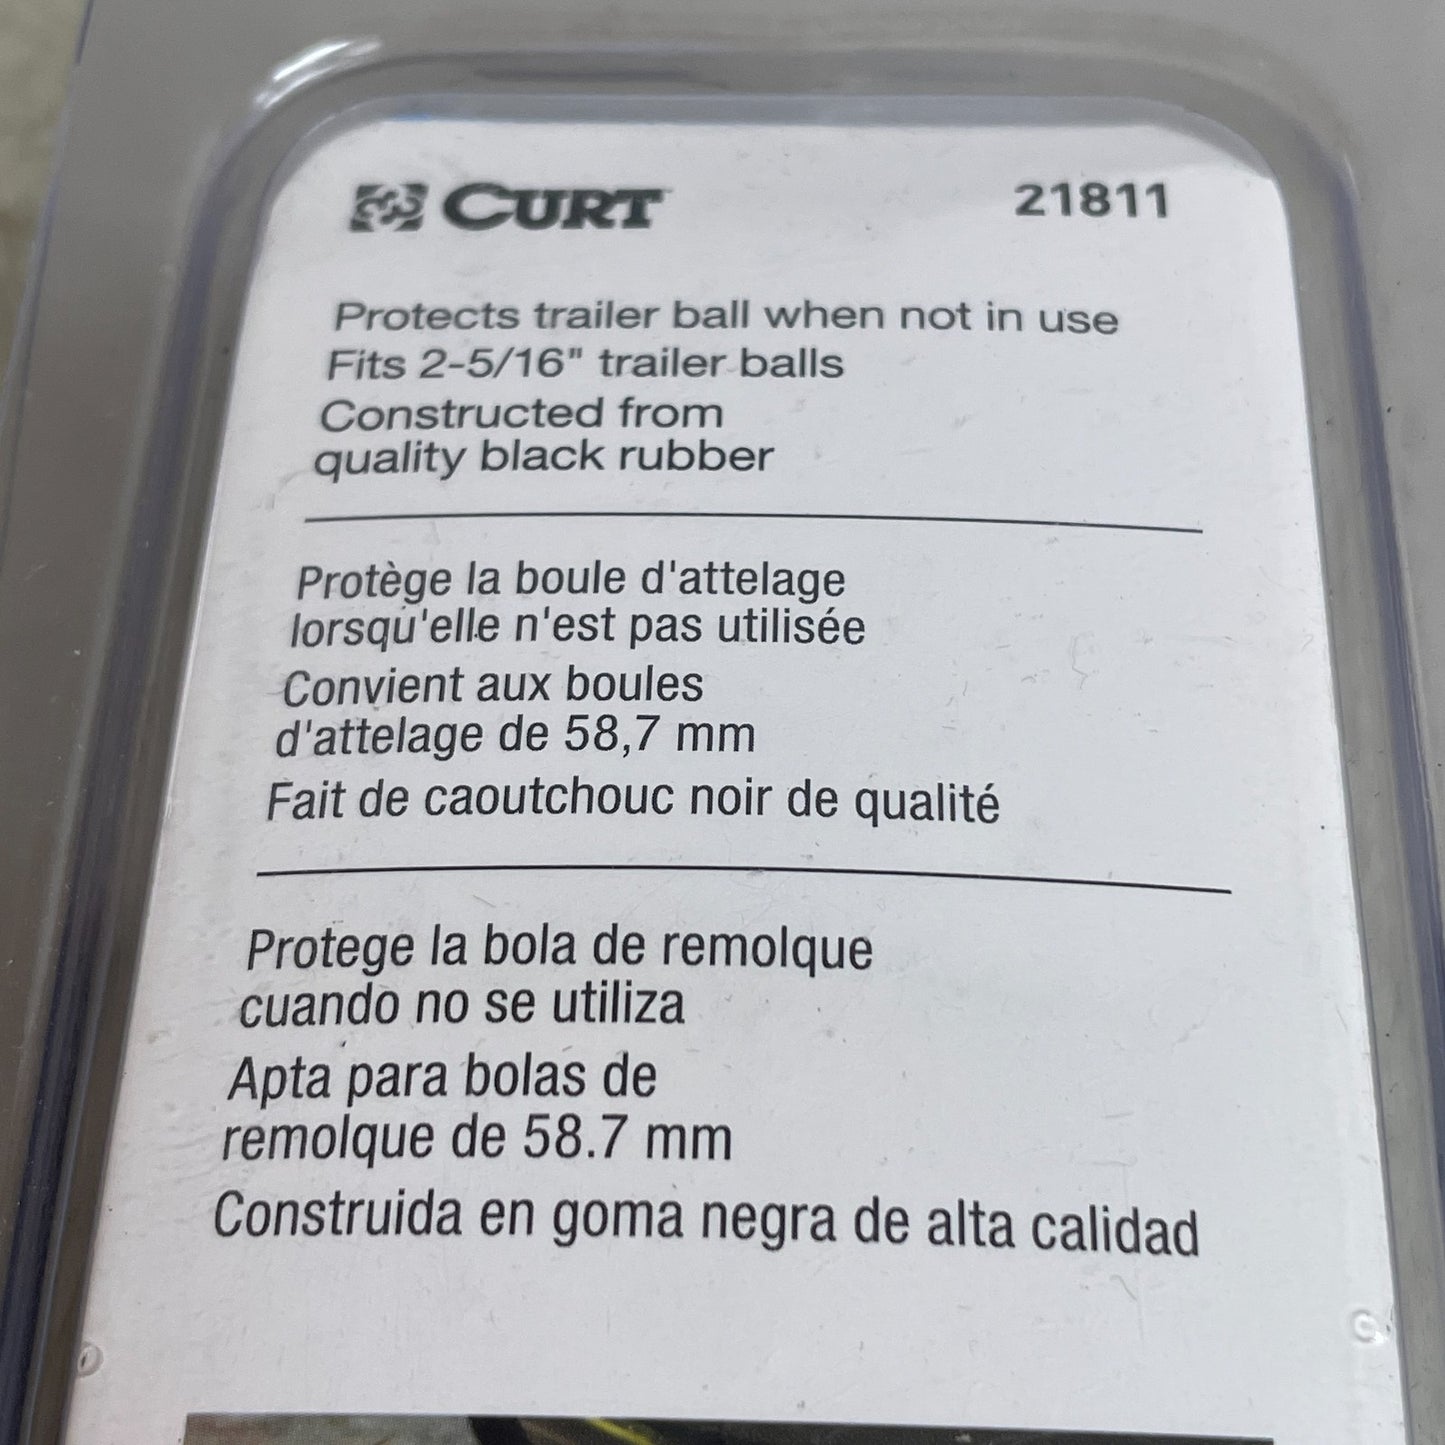 CURT 21811
Protects trailer ball when not in use
Fits 2-5/16" trailer balls
Constructed from
quality black rubber
Protège la boule d'attelage
lorsqu'elle n'est pas utilisée
Convient aux boules
d'attelage de 58,7 mm
Fait de caoutchouc noir de qualité
Protege la bola de remolque
cuando no se utiliza
Apta para bolas de
remolque de 58.7 mm
Construida en goma negra de alta calidad